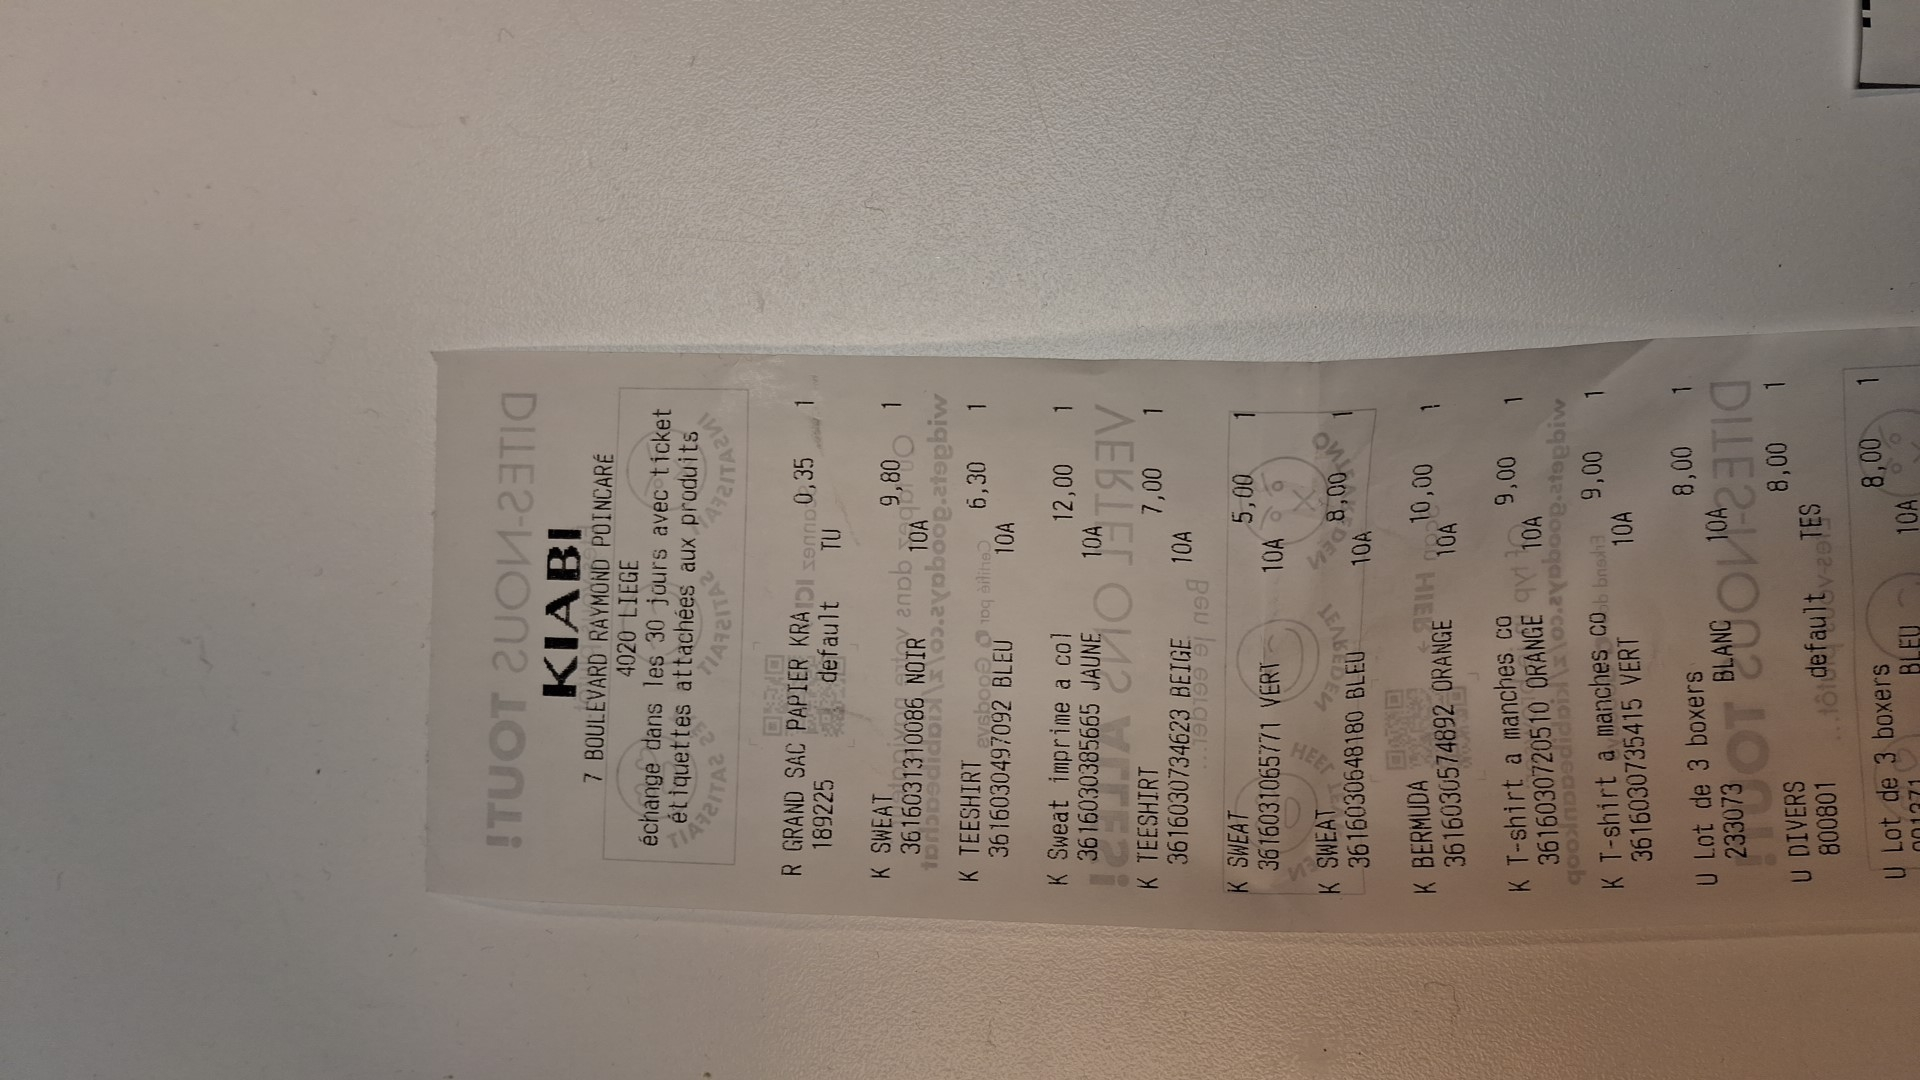 KIABI
7 BOULEVARD RAYMOND POINCARÉ
4020 LIEGE
échange dans les 30 jours avec ticket
étiquettes attachées aux produits
R GRAND SAC PAPIER KRA 0,35 1
189225 default TU
K SWEAT 9,80 1
3616031310086 NOIR 10A
K TEESHIRT 6,30 1
3616030497092 BLEU 10A
K Sweat imprime a col 12,00 1
3616030385665 JAUNE 10A
K TEESHIRT 7,00 1
3616030734623 BEIGE 10A
K SWEAT 5,00 1
3616031065771 VERT 10A
K SWEAT 8,00 1
3616030648180 BLEU 10A
K BERMUDA 10,00 1
3616030574892 ORANGE 10A
K T-shirt a manches co 9,00 1
3616030720510 ORANGE 10A
K T-shirt a manches co 9,00 1
3616030735415 VERT 10A
U Lot de 3 boxers 8,00 1
233073 BLANC 10A
U DIVERS 8,00 1
800801 default TES
U Lot de 3 boxers 8,00 1
BLEU 10A
DITES-NOUS TOUT!
VERTEL ONS ALLES!
DITES-NOUS TOUT!